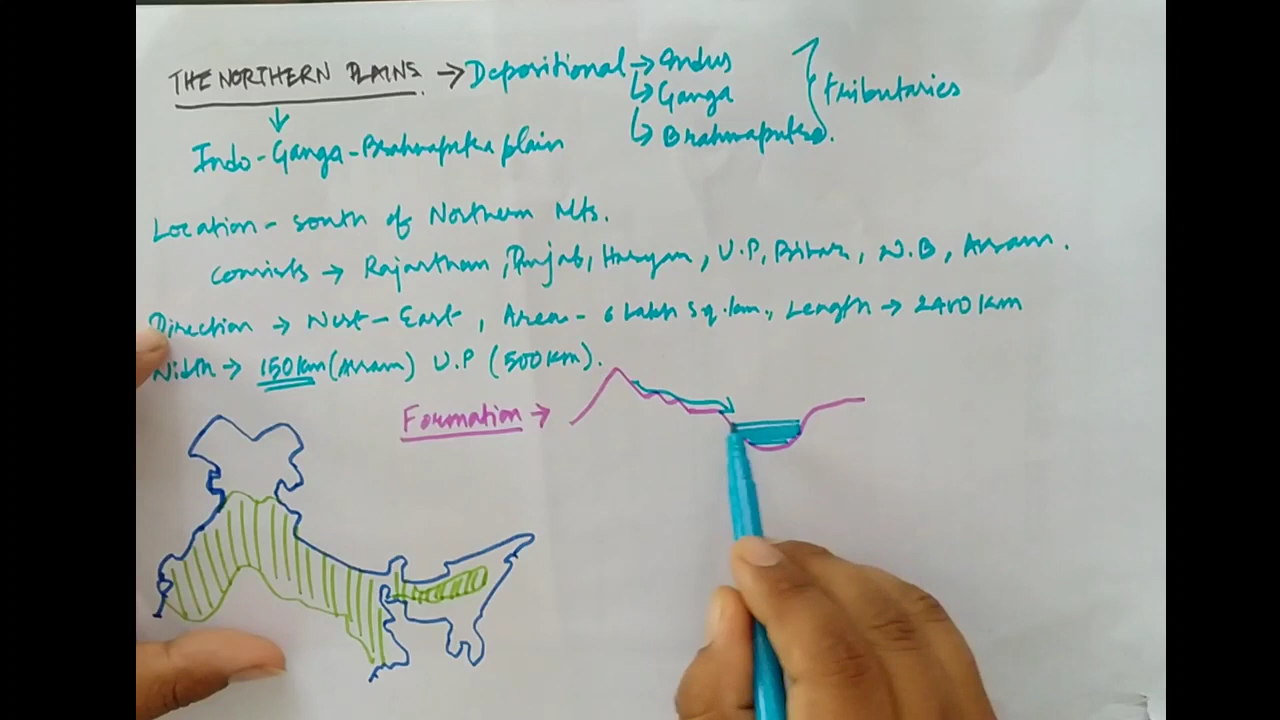 THE NORTHERN PLAINS. → Depositional → Indus
↳ Ganga
↳ Brahmaputra.
} tributaries
↓
Indo-Ganga-Brahmaputra plain
Location - south of Northern Mts.
consists → Rajasthan, Punjab, Haryana, U.P, Bihar, W.B, Assam.
Direction → West - East, Area - 6 Lakh sq.km., Length → 2400 km
Width → 150 km (Assam) U.P (500 km).
Formation →